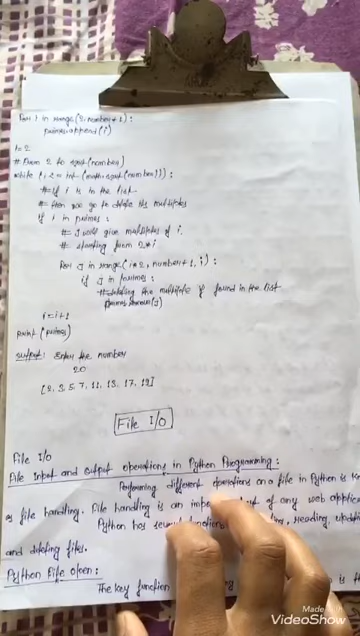 For i in range(2, number+1):
primes.append(i)
i=2
# From 2 to sqrt(number)
while (i <= int(math.sqrt(number))):
# if i is in the list
# then we go to delete its multiples
if i in primes:
# J will give multiples of i,
# starting from 2*i
For J in range(i*2, number+1, i):
if J in primes:
# deleting the multiple if found in the list
primes.remove(J)
i=i+1
print(primes)
output: Enter the number
20
[2,3,5,7,11,13,17,19]
File I/O
File I/O
File Input and output operations in Python Programming:
Performing different operations on a file in Python is
as file handling. File handling is an of any web
Python has reading,
and deleting files.
Python File open:
The key function is
Made with
VideoShow